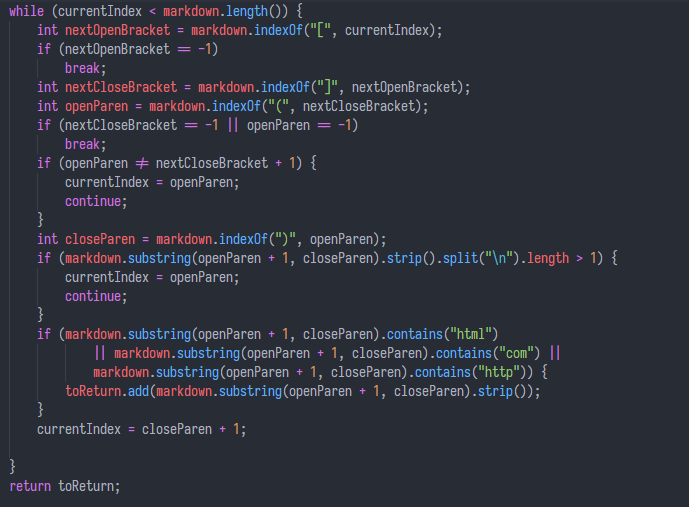 while (currentIndex < markdown.length()) {
    int nextOpenBracket = markdown.indexOf("[", currentIndex);
    if (nextOpenBracket == -1)
        break;
    int nextCloseBracket = markdown.indexOf("]", nextOpenBracket);
    int openParen = markdown.indexOf("(", nextCloseBracket);
    if (nextCloseBracket == -1 || openParen == -1)
        break;
    if (openParen ≠ nextCloseBracket + 1) {
        currentIndex = openParen;
        continue;
    }
    int closeParen = markdown.indexOf(")", openParen);
    if (markdown.substring(openParen + 1, closeParen).strip().split("\n").length > 1) {
        currentIndex = openParen;
        continue;
    }
    if (markdown.substring(openParen + 1, closeParen).contains("html")
            || markdown.substring(openParen + 1, closeParen).contains("com") ||
            markdown.substring(openParen + 1, closeParen).contains("http")) {
        toReturn.add(markdown.substring(openParen + 1, closeParen).strip());
    }
    currentIndex = closeParen + 1;

}
return toReturn;